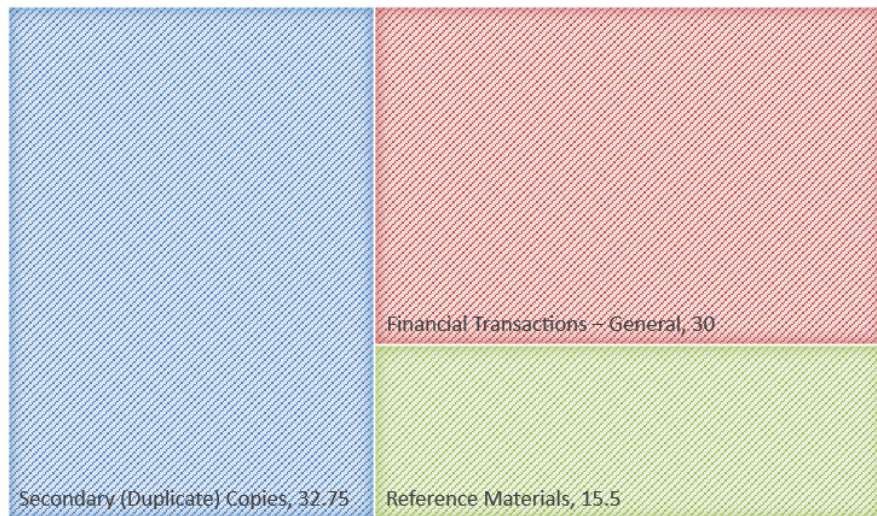 Financial Transactions – General, 30
Secondary (Duplicate) Copies, 32.75
Reference Materials, 15.5